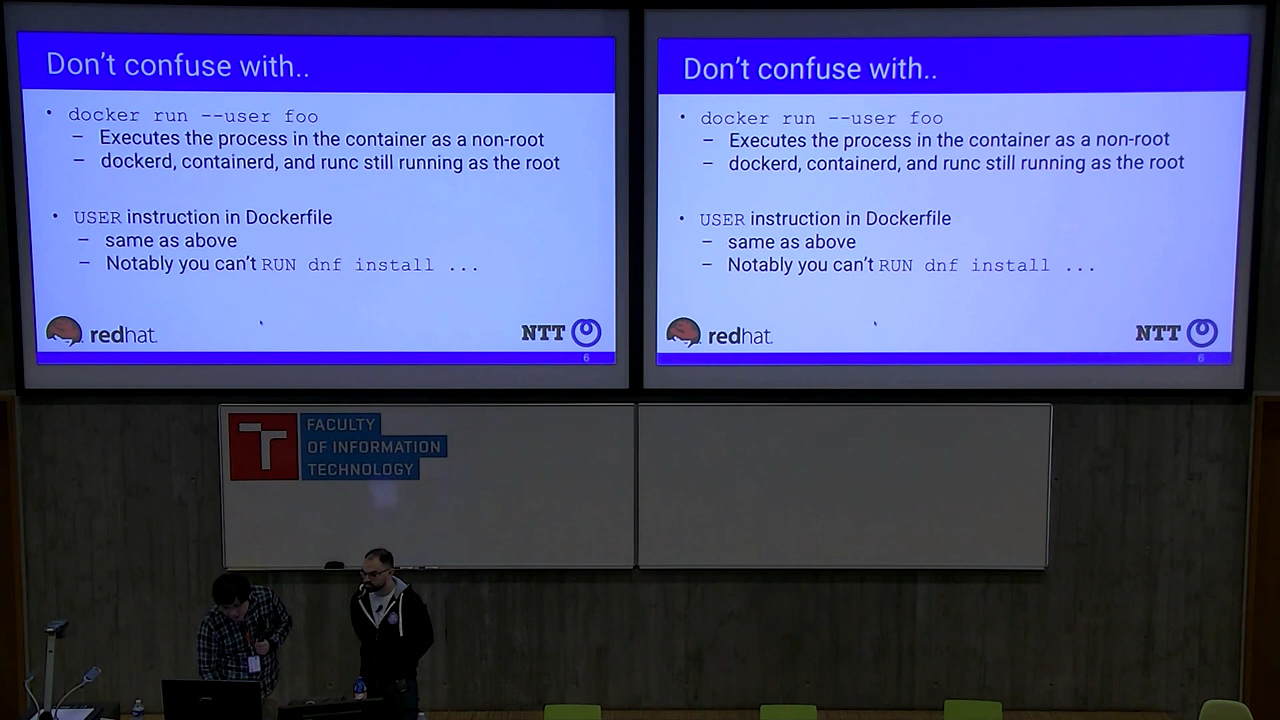 Don't confuse with..
• docker run --user foo
– Executes the process in the container as a non-root
– dockerd, containerd, and runc still running as the root
• USER instruction in Dockerfile
– same as above
– Notably you can't RUN dnf install ...
redhat.
NTT
6
Don't confuse with..
• docker run --user foo
– Executes the process in the container as a non-root
– dockerd, containerd, and runc still running as the root
• USER instruction in Dockerfile
– same as above
– Notably you can't RUN dnf install ...
redhat.
NTT
6
T
FACULTY
OF INFORMATION
TECHNOLOGY